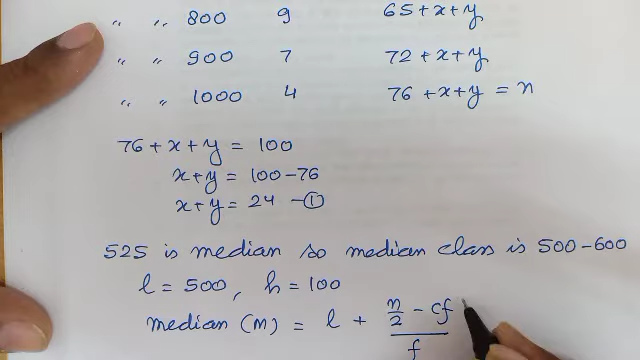 " " 800 9 65+x+y
" " 900 7 72+x+y
" " 1000 4 76+x+y = n
76+x+y = 100
x+y = 100-76
x+y = 24 -①
525 is median so median class is 500-600
l = 500, h = 100
median (M) = l + (n/2 - cf)/f